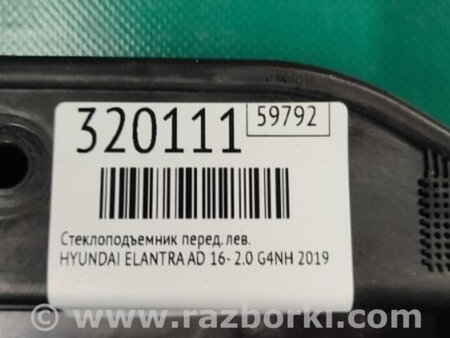 320111
59792
Стеклоподъемник перед. лев.
HYUNDAI ELANTRA AD 16- 2.0 G4NH 2019
© www.razborki.com